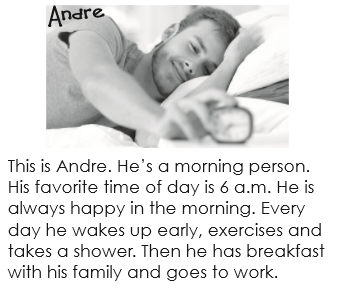 Andre
This is Andre. He's a morning person.
His favorite time of day is 6 a.m. He is
always happy in the morning. Every
day he wakes up early, exercises and
takes a shower. Then he has breakfast
with his family and goes to work.